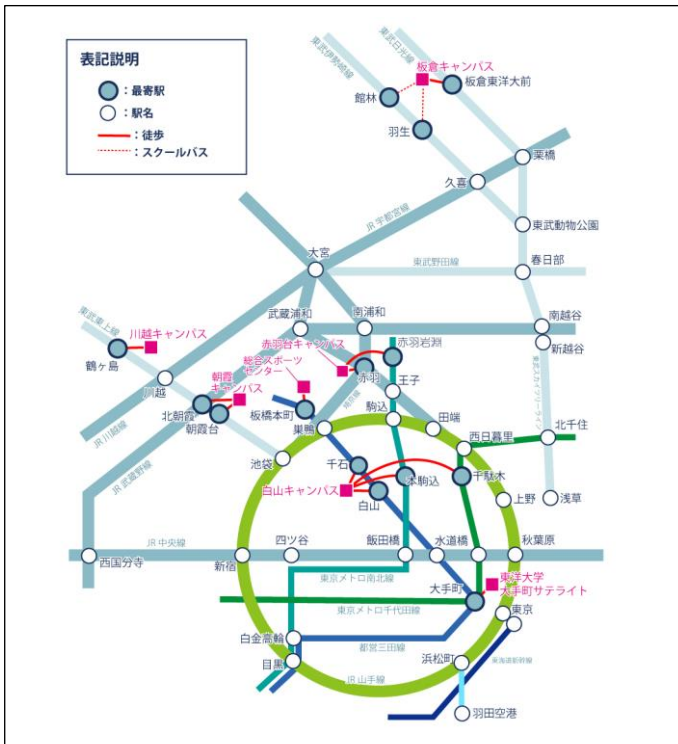 表記説明
：最寄駅
：駅名
：徒歩
：スクールバス
東武伊勢崎線
東武日光線
板倉キャンパス
板倉東洋大前
館林
羽生
栗橋
久喜
JR宇都宮線
東武動物公園
大宮
東武野田線
春日部
武蔵浦和
南浦和
南越谷
新越谷
東武東上線
川越キャンパス
鶴ヶ島
赤羽台キャンパス
赤羽岩淵
総合スポーツ
センター
赤羽
王子
東武スカイツリーライン
川越
朝霞
キャンパス
北朝霞
朝霞台
板橋本町
埼京線
駒込
巣鴨
田端
西日暮里
北千住
JR川越線
JR武蔵野線
池袋
千石
白山キャンパス
白山
本駒込
千駄木
上野
浅草
JR中央線
西国分寺
新宿
四ツ谷
飯田橋
水道橋
秋葉原
東京メトロ南北線
大手町
東洋大学
大手町サテライト
東京メトロ千代田線
東京
白金高輪
都営三田線
目黒
浜松町
東海道新幹線
JR山手線
羽田空港